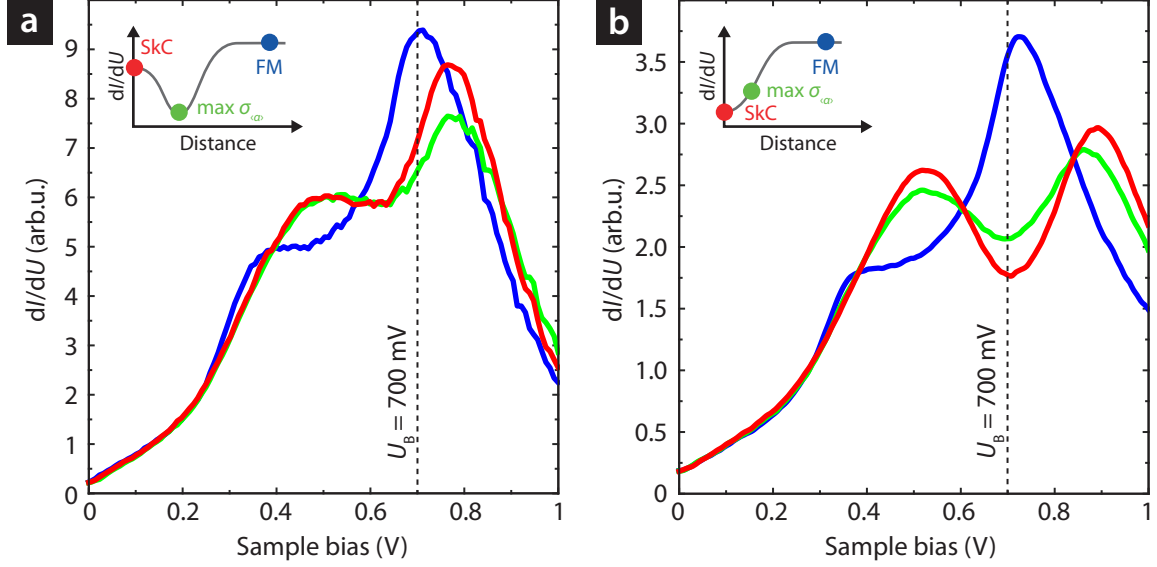 a
9
8
7
6
5
4
3
2
1
0
dI/dU (arb.u.)
dI/dU
SkC
FM
max σ⟨α⟩
Distance
U_B = 700 mV
0 0.2 0.4 0.6 0.8 1
Sample bias (V)
b
3.5
3.0
2.5
2.0
1.5
1.0
0.5
0
dI/dU (arb.u.)
dI/dU
FM
max σ⟨α⟩
SkC
Distance
U_B = 700 mV
0 0.2 0.4 0.6 0.8 1
Sample bias (V)